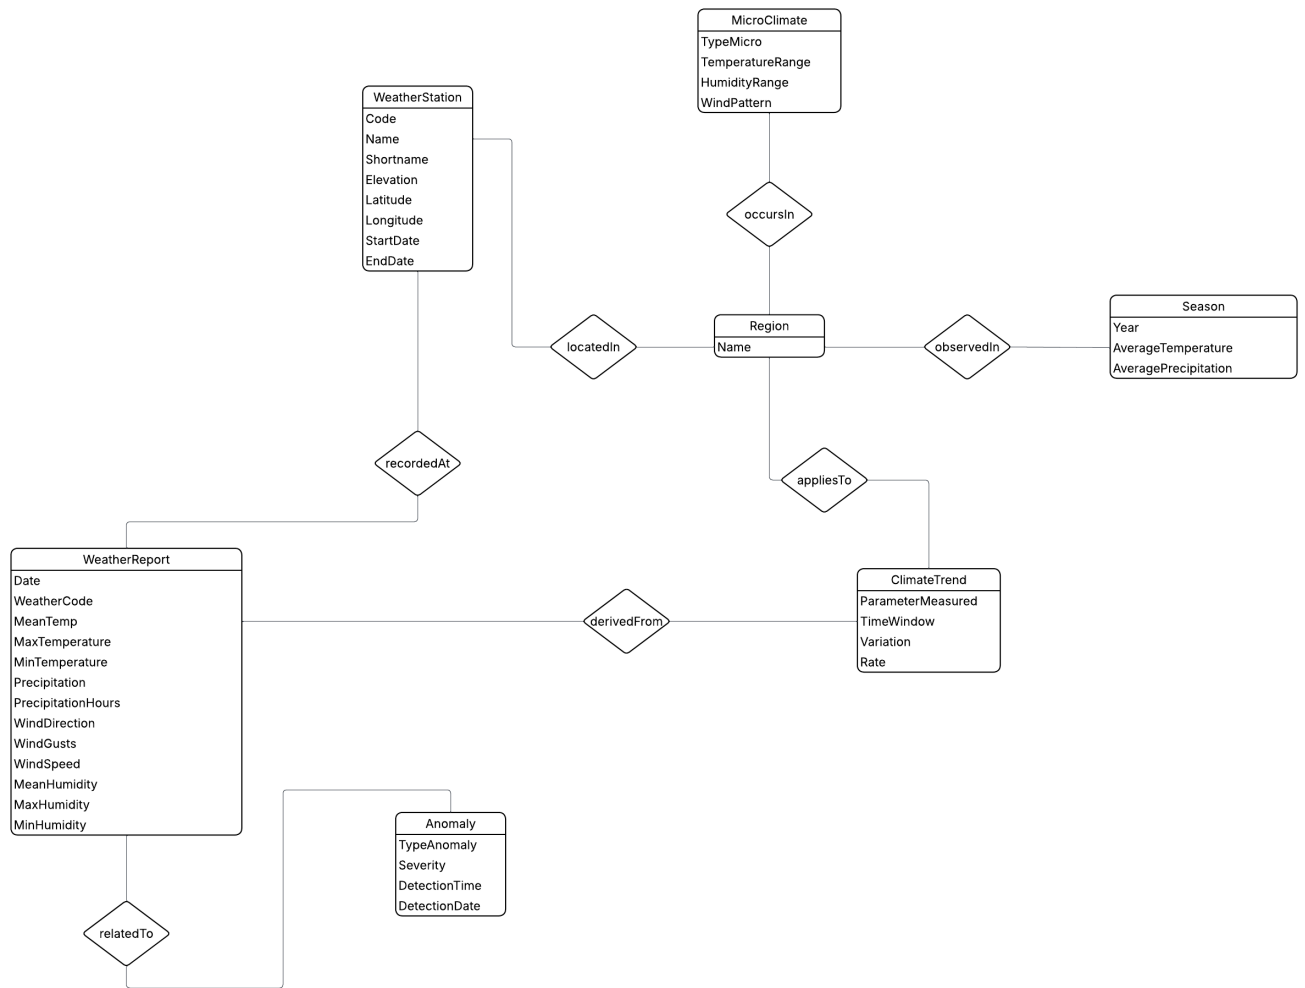 MicroClimate
TypeMicro
TemperatureRange
HumidityRange
WindPattern
WeatherStation
Code
Name
Shortname
Elevation
Latitude
Longitude
StartDate
EndDate
occursIn
Region
Name
locatedIn
observedIn
Season
Year
AverageTemperature
AveragePrecipitation
recordedAt
appliesTo
WeatherReport
Date
WeatherCode
MeanTemp
MaxTemperature
MinTemperature
Precipitation
PrecipitationHours
WindDirection
WindGusts
WindSpeed
MeanHumidity
MaxHumidity
MinHumidity
derivedFrom
ClimateTrend
ParameterMeasured
TimeWindow
Variation
Rate
Anomaly
TypeAnomaly
Severity
DetectionTime
DetectionDate
relatedTo